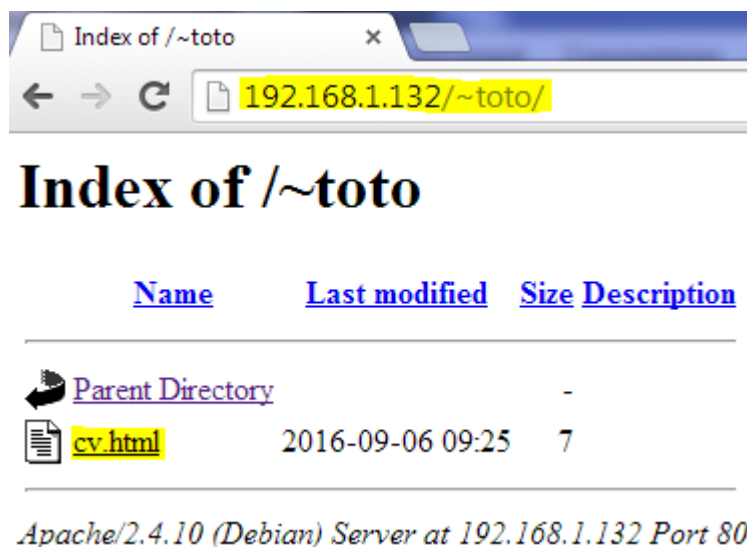 Index of /~toto
192.168.1.132/~toto/
Index of /~toto
Name Last modified Size Description
Parent Directory -
cv.html 2016-09-06 09:25 7
Apache/2.4.10 (Debian) Server at 192.168.1.132 Port 80